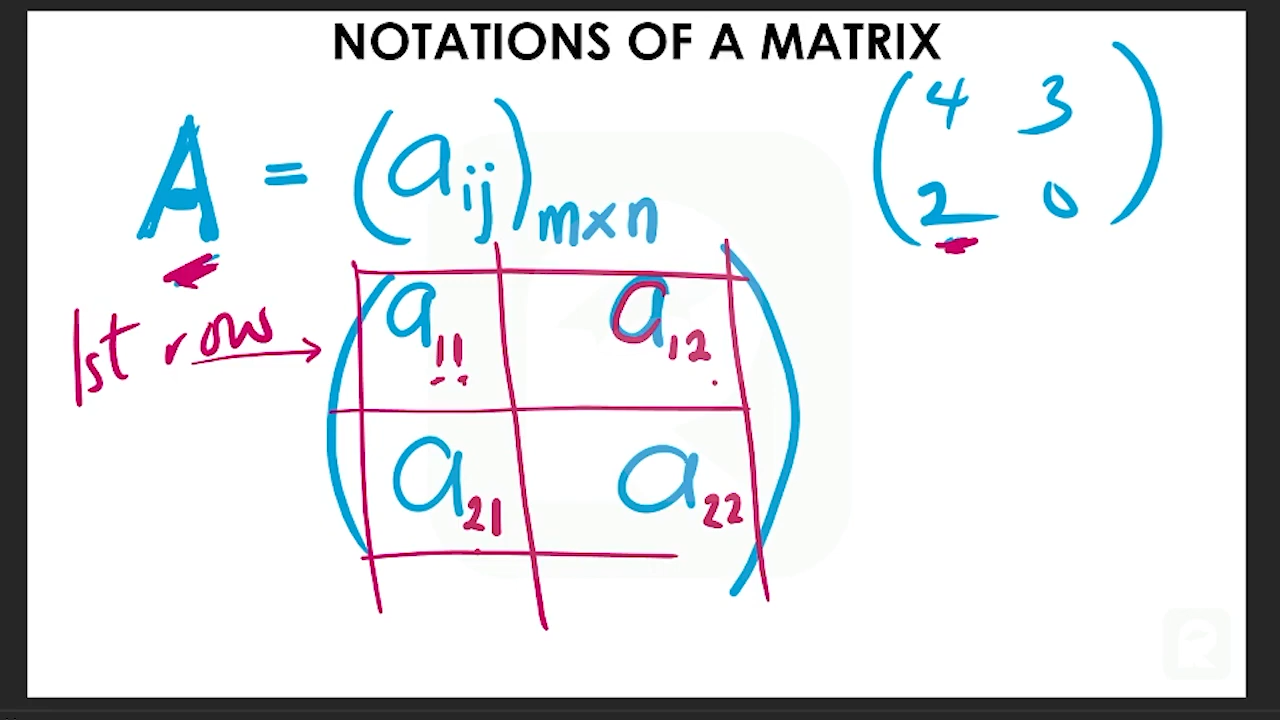 NOTATIONS OF A MATRIX
A = (aij)m×n
(4 3
2 0)
1st row → (a11 a12
a21 a22)